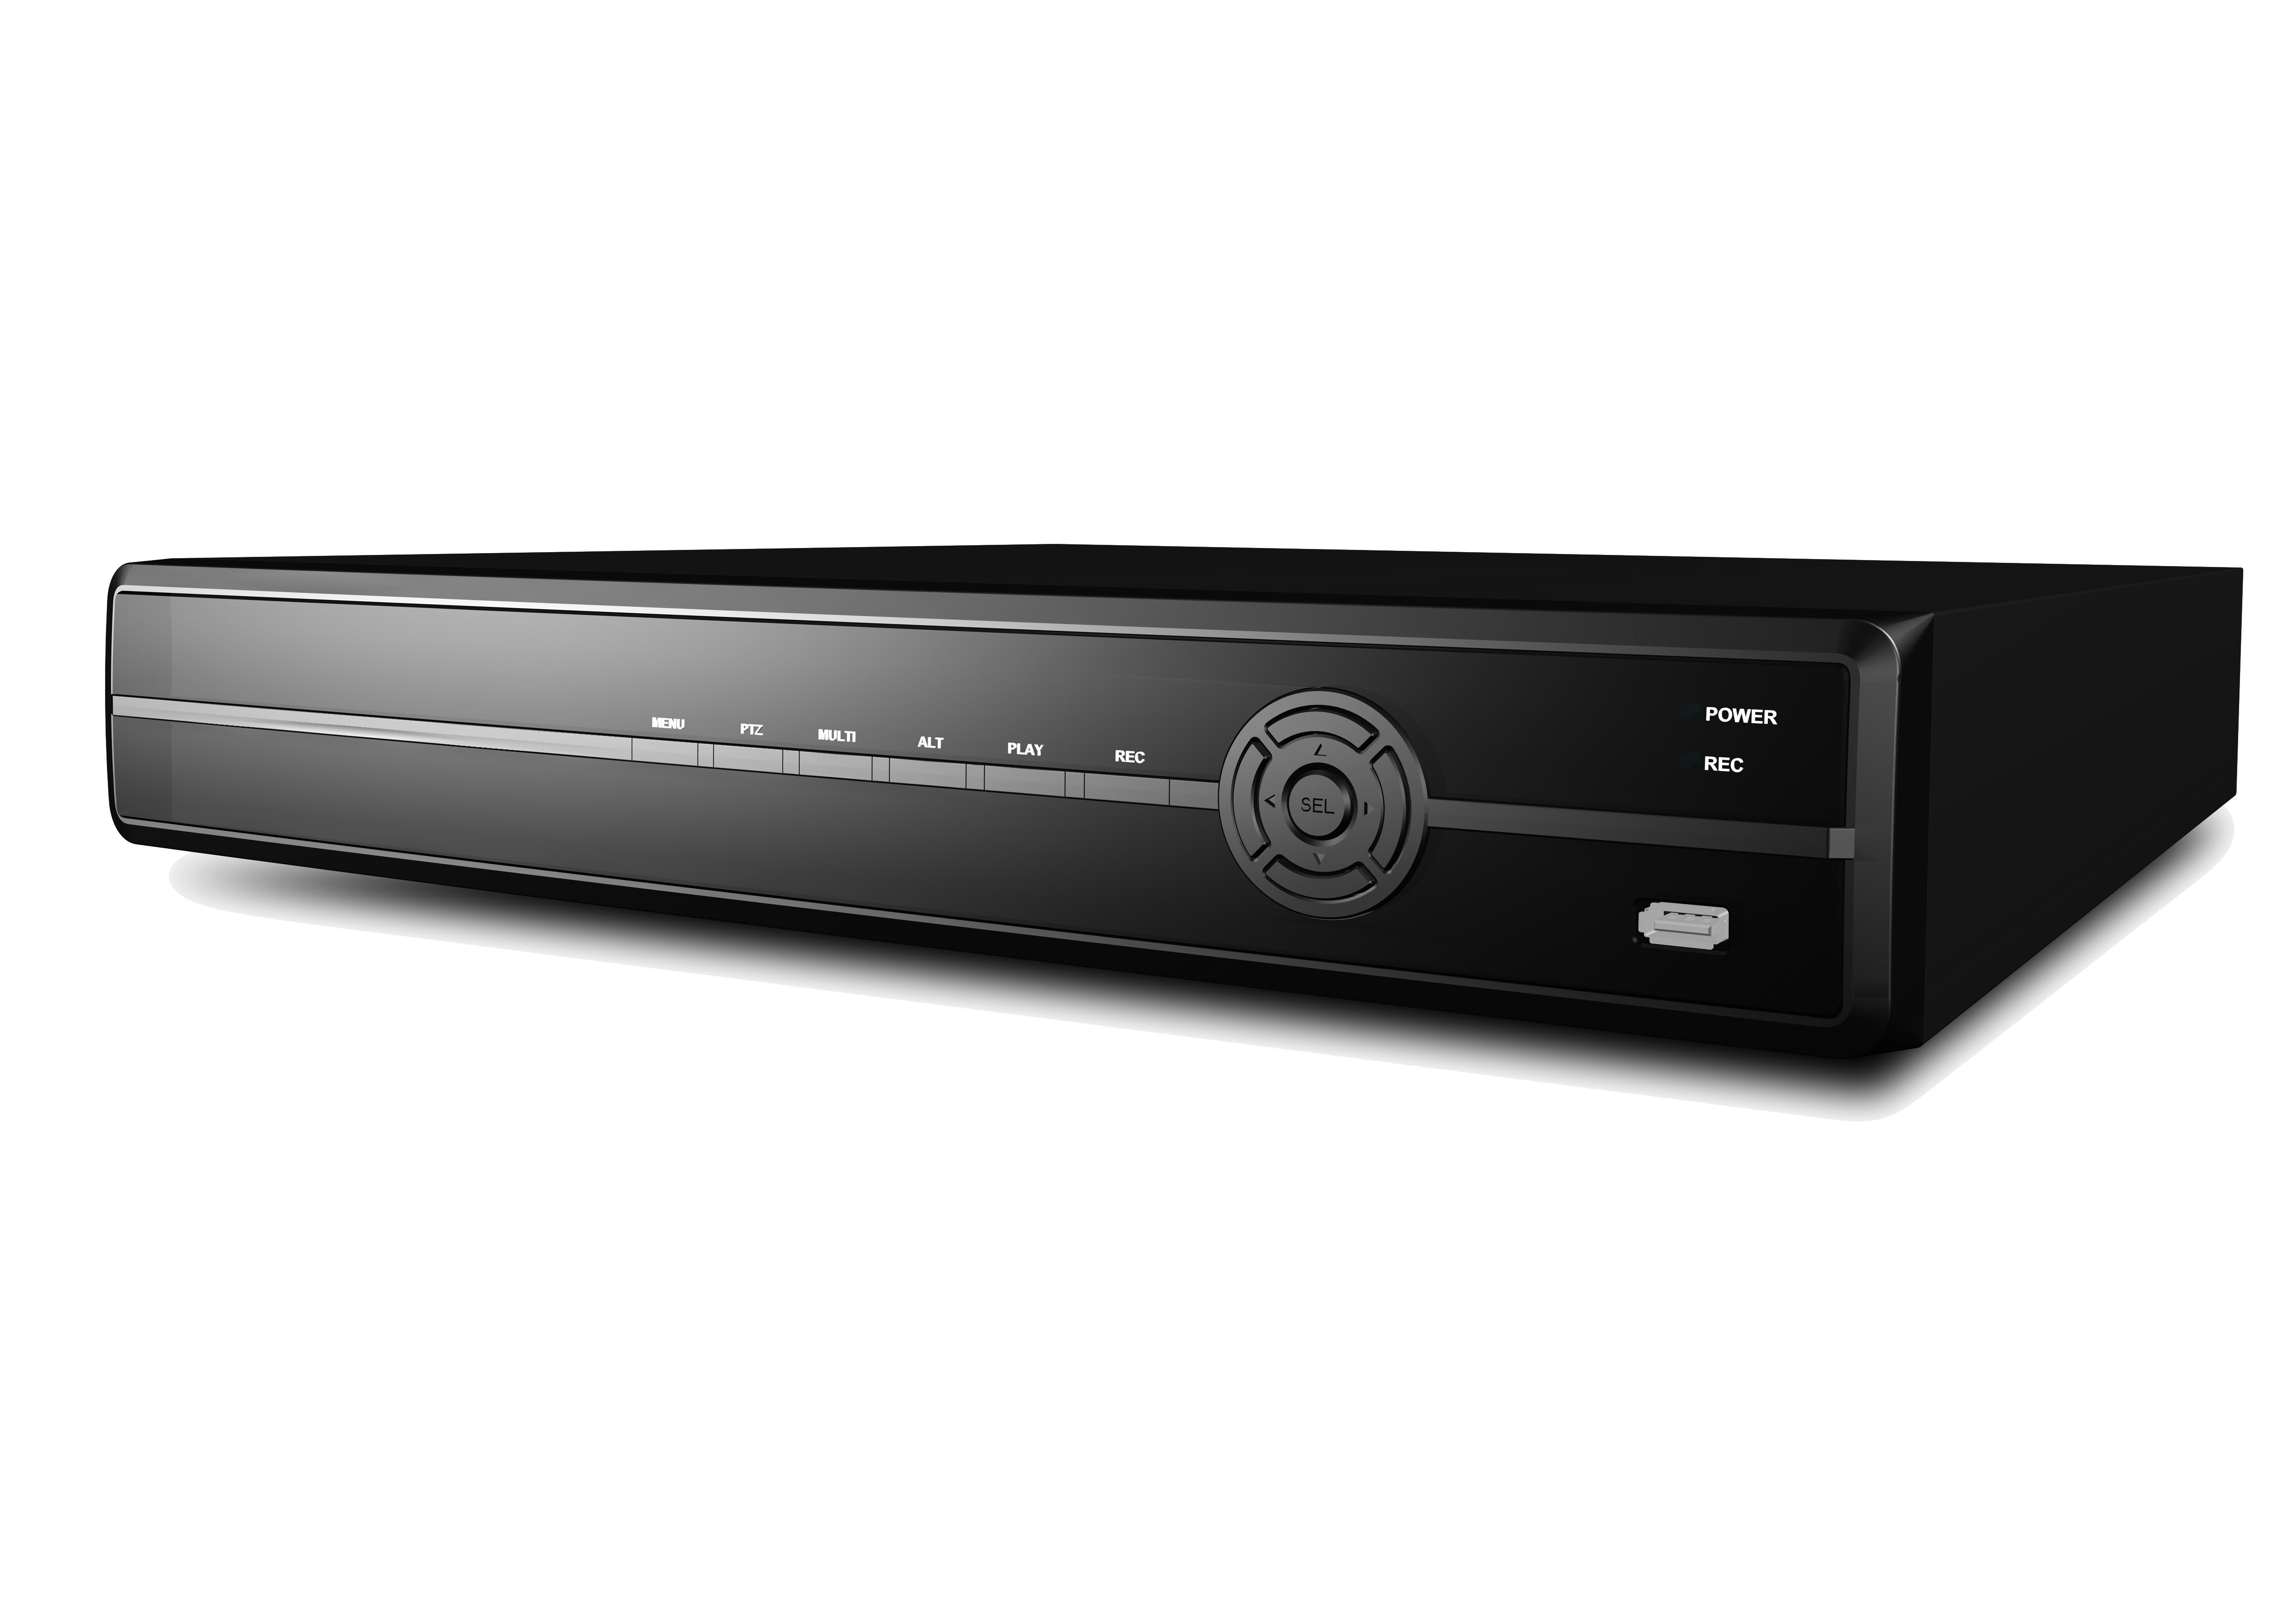 MENU
PTZ
MULTI
ALT
PLAY
REC
SEL
POWER
REC